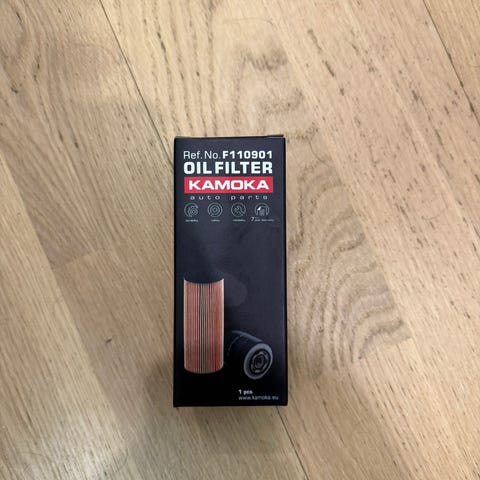 Ref.No.F110901
OIL FILTER
KAMOKA
auto parts
1 pcs
www.kamoka.eu